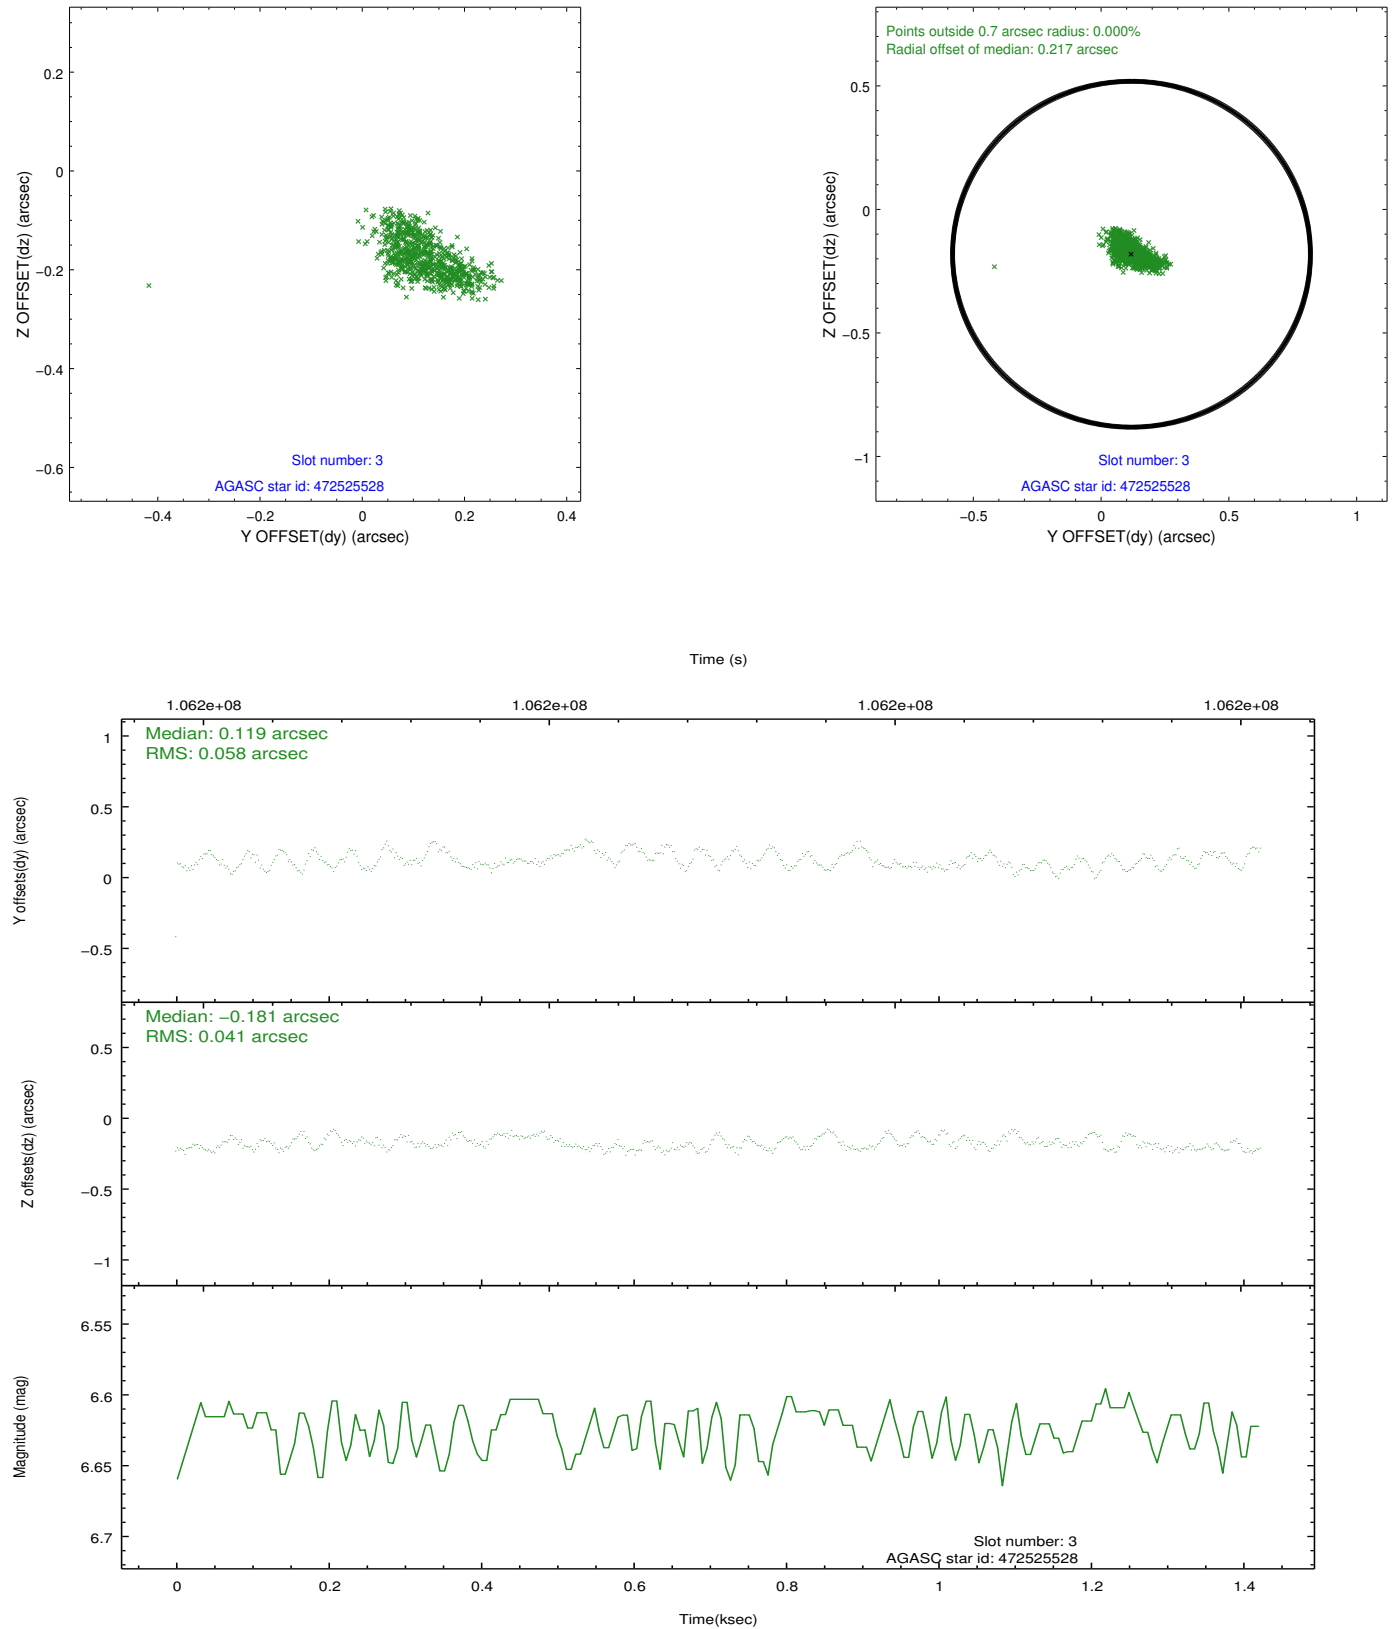 0.2
0
−0.2
−0.4
−0.6
Z OFFSET(dz) (arcsec)
Slot number: 3
AGASC star id: 472525528
−0.4 −0.2 0 0.2 0.4
Y OFFSET(dy) (arcsec)
Points outside 0.7 arcsec radius: 0.000%
Radial offset of median: 0.217 arcsec
0.5
0
−0.5
−1
Z OFFSET(dz) (arcsec)
Slot number: 3
AGASC star id: 472525528
−0.5 0 0.5 1
Y OFFSET(dy) (arcsec)
Time (s)
1.062e+08 1.062e+08 1.062e+08 1.062e+08
Median: 0.119 arcsec
RMS: 0.058 arcsec
1
0.5
0
−0.5
Y offsets(dy) (arcsec)
Median: −0.181 arcsec
RMS: 0.041 arcsec
0.5
0
−0.5
−1
Z offsets(dz) (arcsec)
6.55
6.6
6.65
6.7
Magnitude (mag)
Slot number: 3
AGASC star id: 472525528
0 0.2 0.4 0.6 0.8 1 1.2 1.4
Time(ksec)